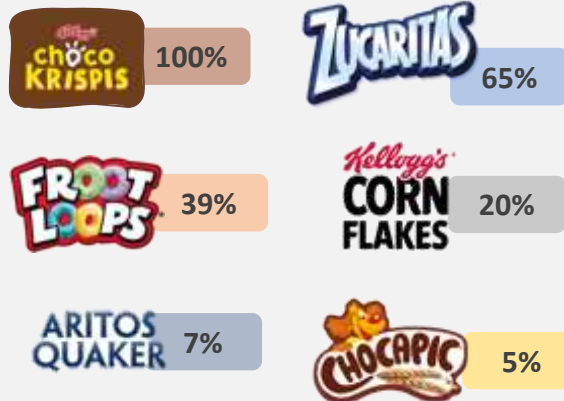 Kellogg's
choco
KRISPIS
100%
ZUCARITAS
65%
FROOT
LOOPS
39%
Kellogg's
CORN
FLAKES
20%
ARITOS
QUAKER
7%
CHOCAPIC
5%